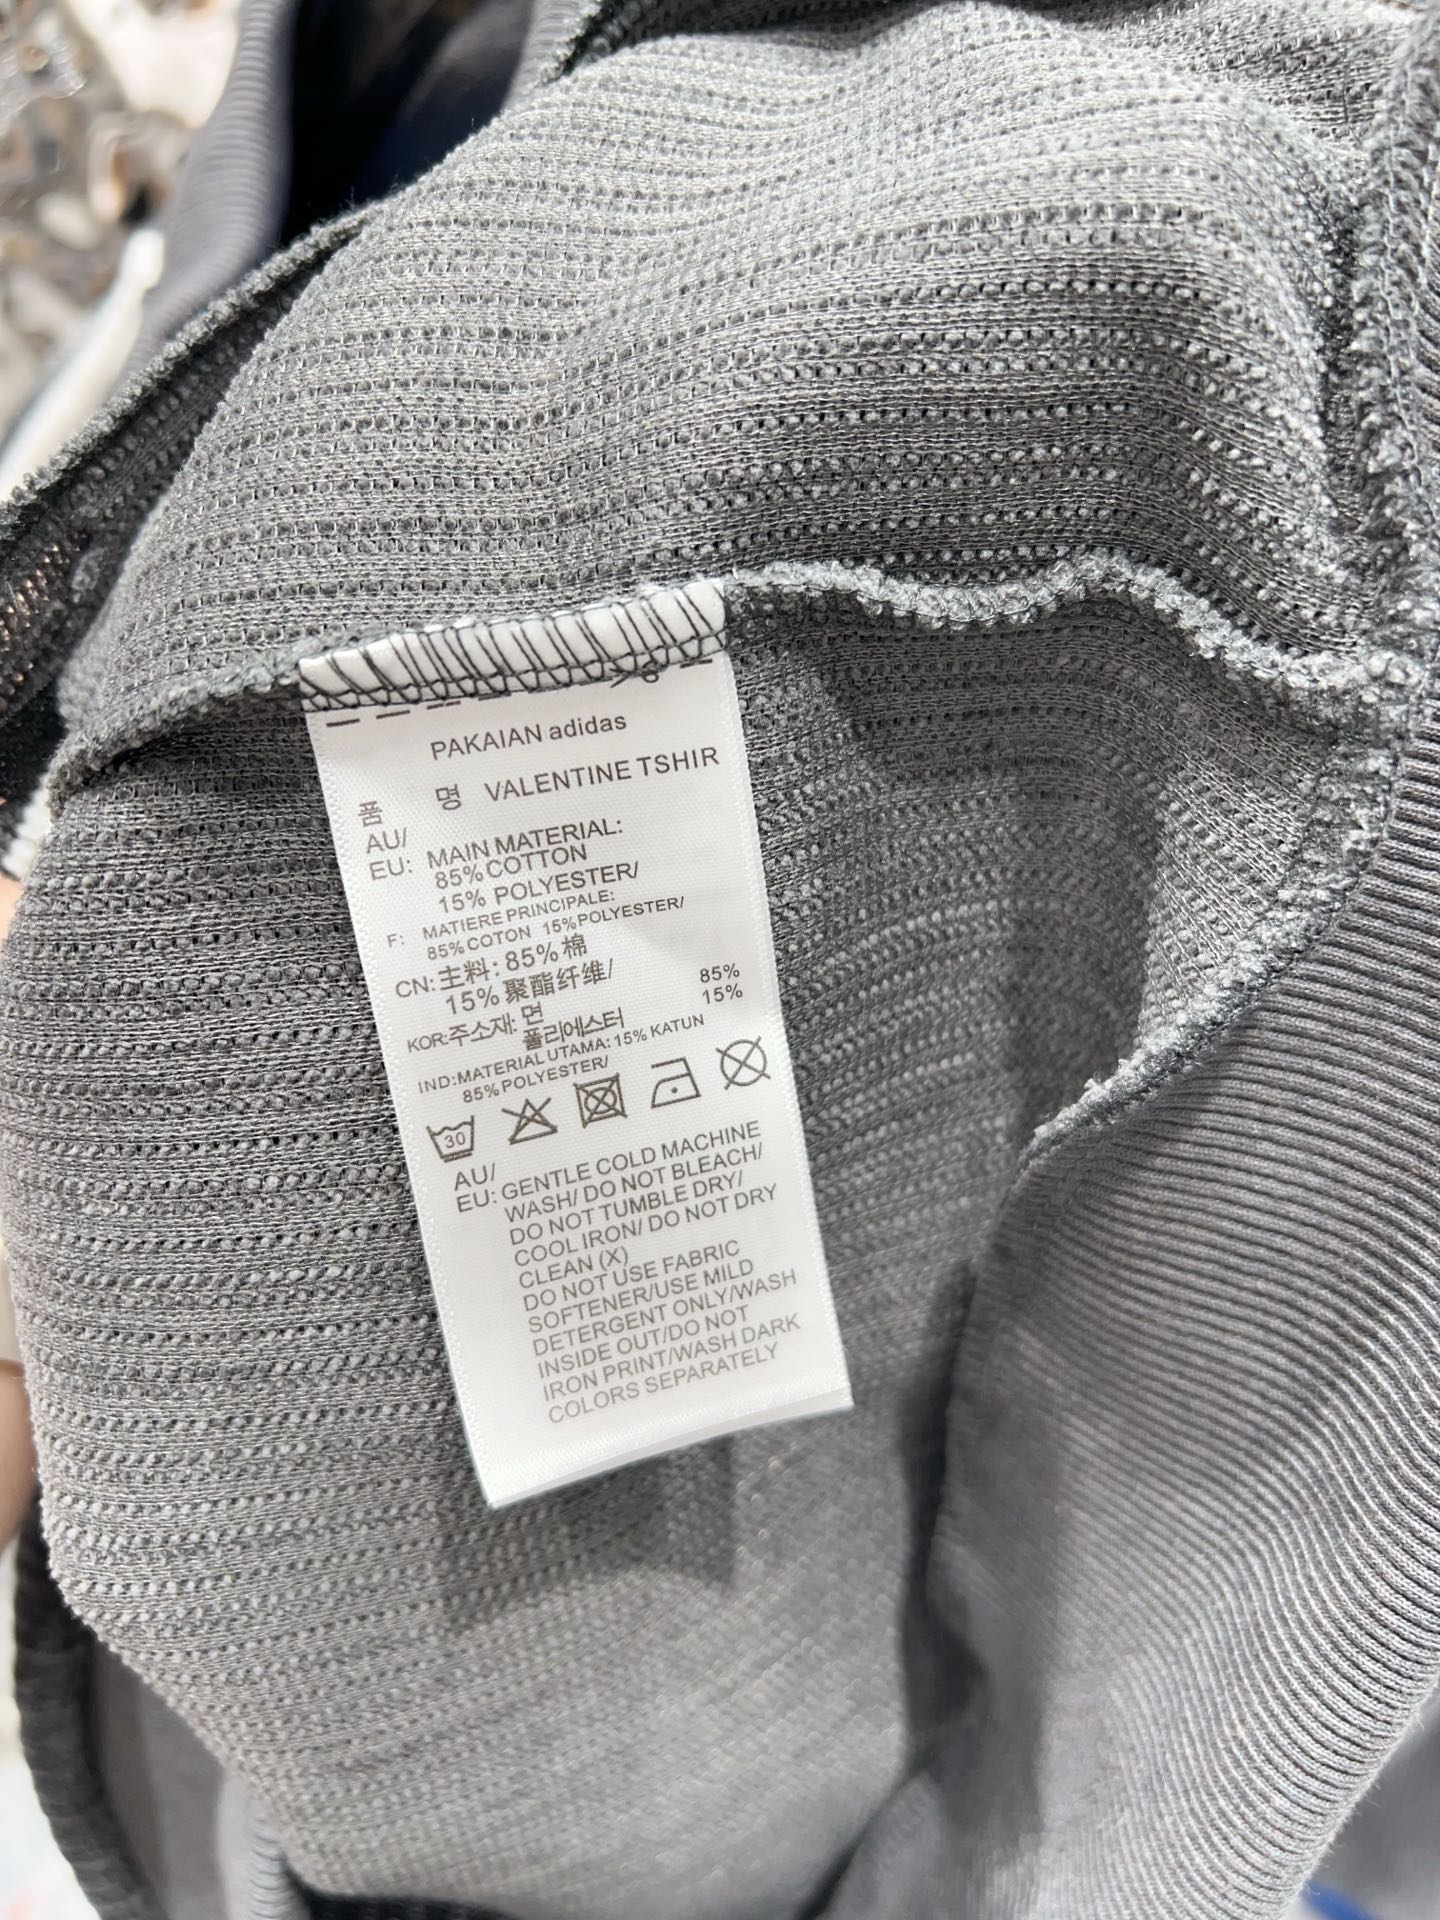 PAKAIAN adidas
품 명 VALENTINE TSHIR
AU/
EU: MAIN MATERIAL:
85% COTTON
15% POLYESTER/
F: MATIERE PRINCIPALE:
85% COTON 15% POLYESTER/
CN: 主料: 85% 棉
15% 聚酯纤维/
KOR: 주소재: 면 85%
폴리에스터 15%
IND: MATERIAL UTAMA: 15% KATUN
85% POLYESTER/
30
AU/
EU: GENTLE COLD MACHINE
WASH/ DO NOT BLEACH/
DO NOT TUMBLE DRY/
COOL IRON/ DO NOT DRY
CLEAN (X)
DO NOT USE FABRIC
SOFTENER/USE MILD
DETERGENT ONLY/WASH
INSIDE OUT/DO NOT
IRON PRINT/WASH DARK
COLORS SEPARATELY